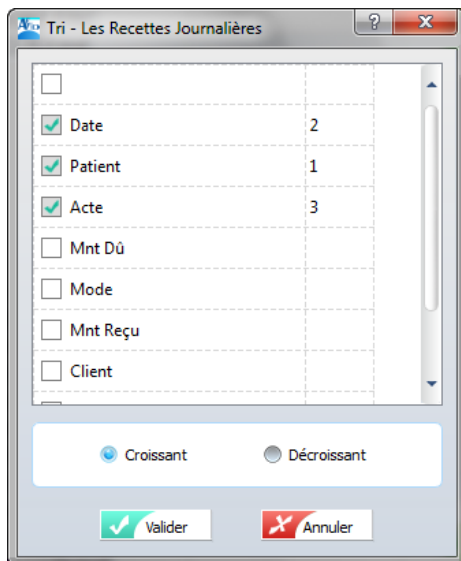 Tri - Les Recettes Journalières
Date 2
Patient 1
Acte 3
Mnt Dû
Mode
Mnt Reçu
Client
Croissant Décroissant
Valider Annuler